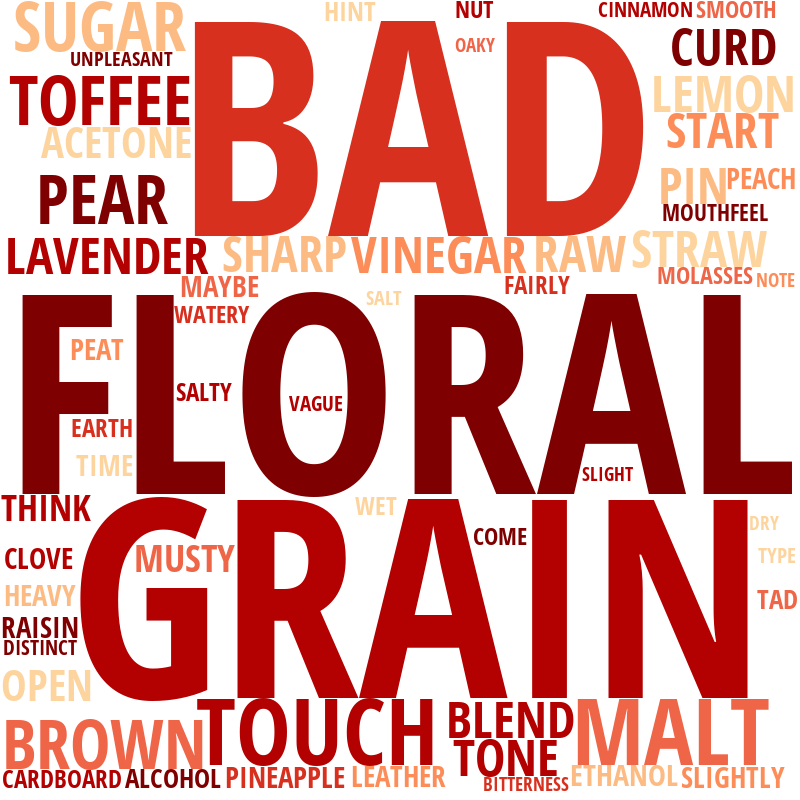 SUGAR
HINT
NUT
CINNAMON SMOOTH
BAD
UNPLEASANT
OAKY
CURD
TOFFEE
LEMON
ACETONE
START
PEAR
PIN
PEACH
MOUTHFEEL
LAVENDER
SHARP
VINEGAR
RAW
STRAW
MAYBE
SALT
FAIRLY
MOLASSES
NOTE
WATERY
FLORAL
PEAT
SALTY
VAGUE
EARTH
TIME
SLIGHT
THINK
WET
COME
DRY
GRAIN
CLOVE
MUSTY
TYPE
HEAVY
TAD
RAISIN
DISTINCT
OPEN
BROWN
TOUCH
BLEND
MALT
TONE
CARDBOARD
ALCOHOL
PINEAPPLE
LEATHER
BITTERNESS
ETHANOL
SLIGHTLY